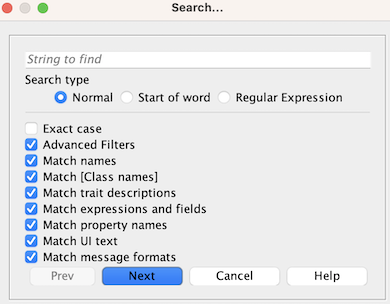 Search...
String to find
Search type
Normal Start of word Regular Expression
Exact case
Advanced Filters
Match names
Match [Class names]
Match trait descriptions
Match expressions and fields
Match property names
Match UI text
Match message formats
Prev Next Cancel Help